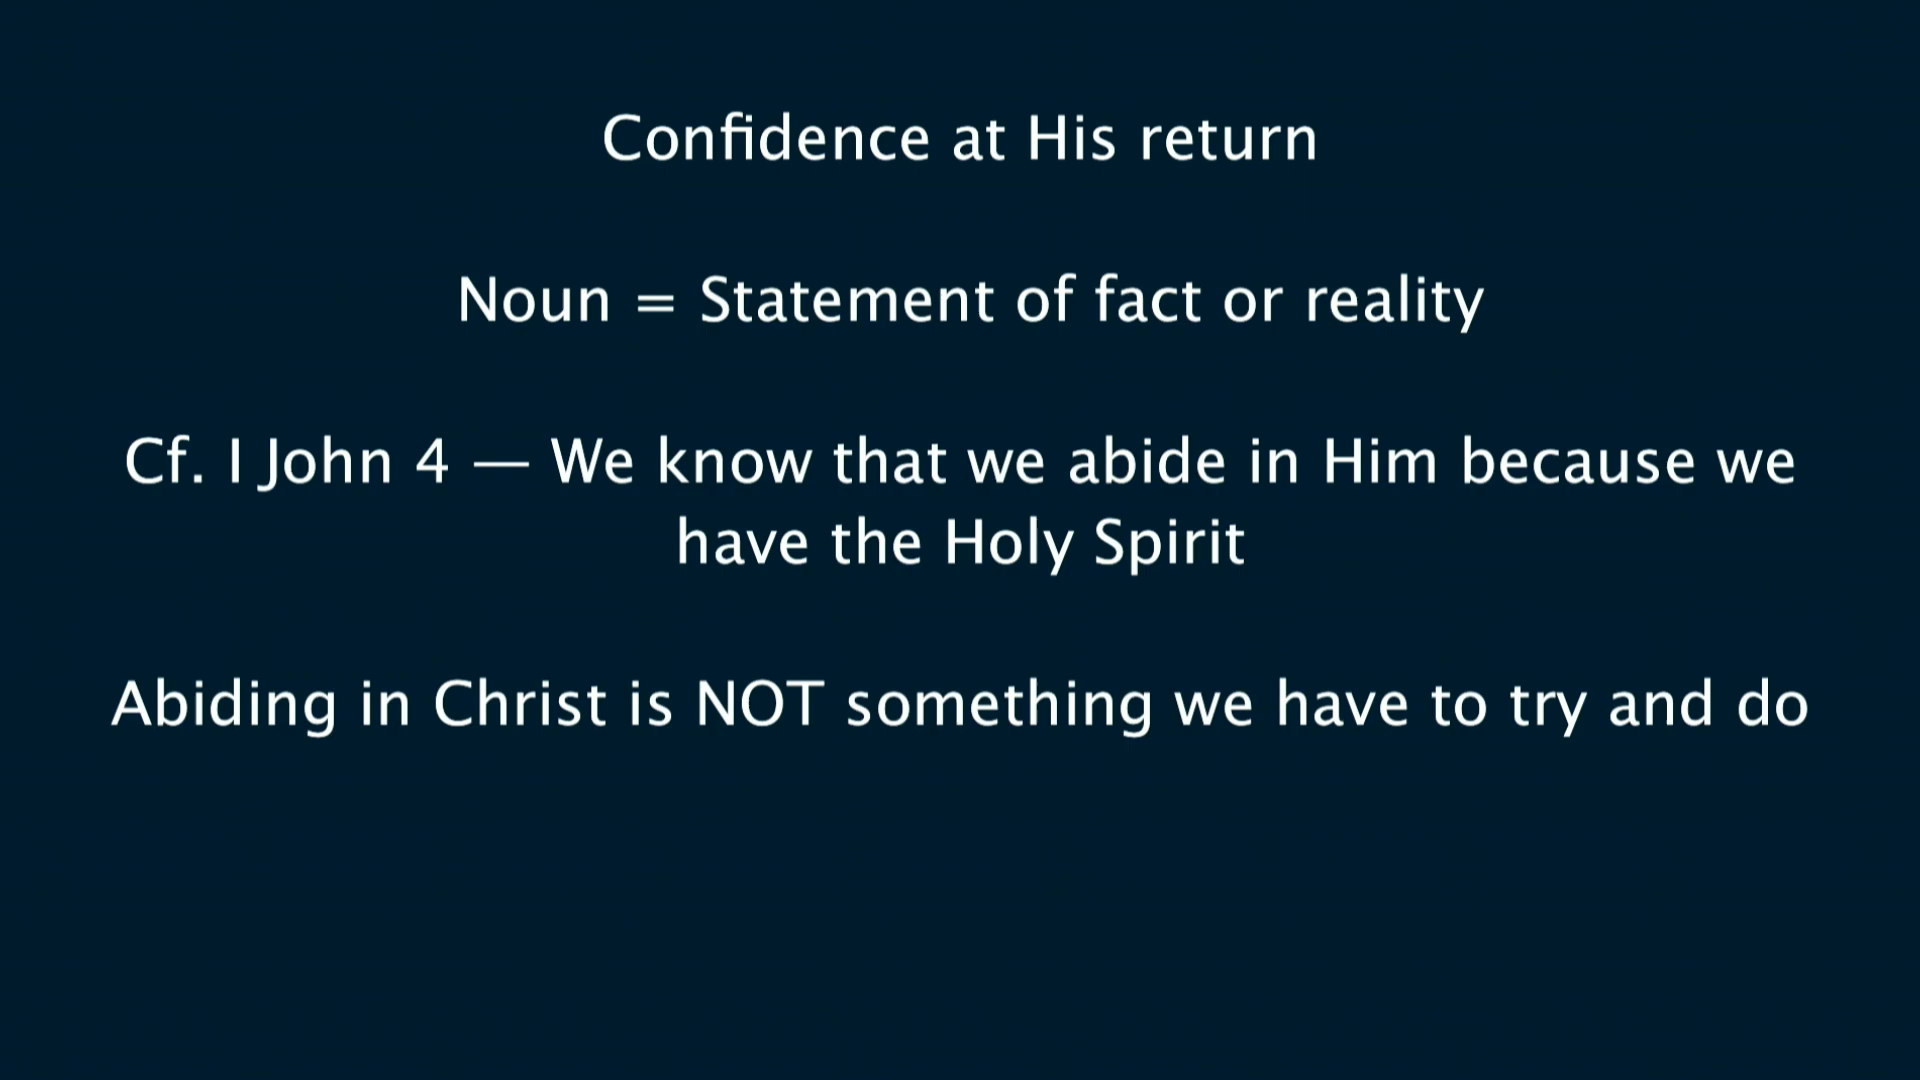 Confidence at His return
Noun = Statement of fact or reality
Cf. I John 4 — We know that we abide in Him because we
have the Holy Spirit
Abiding in Christ is NOT something we have to try and do